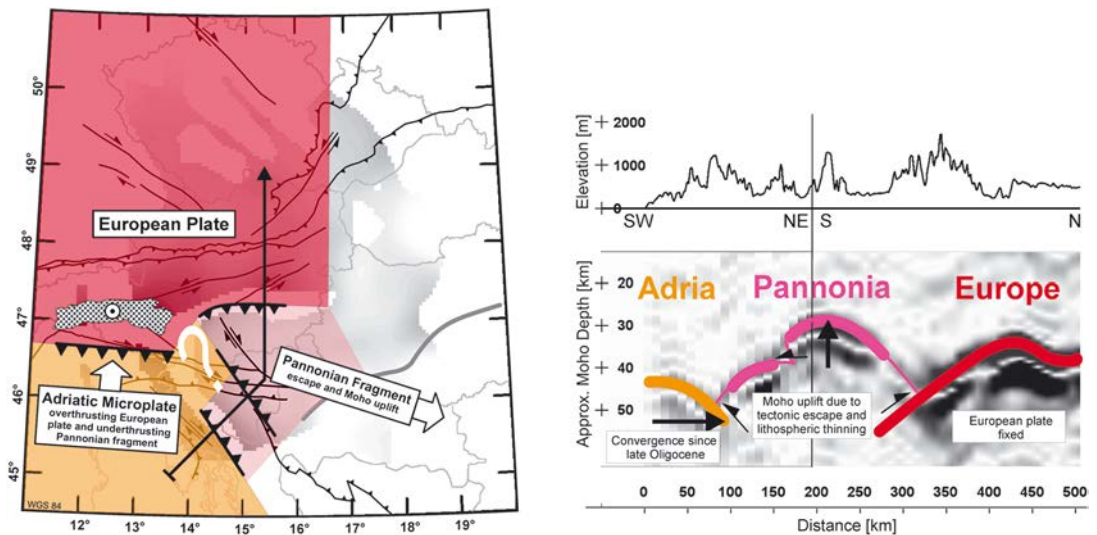 50°
49°
48°
47°
46°
45°
European Plate
Adriatic Microplate
overthrusting European
plate and underthrusting
Pannonian fragment
Pannonian Fragment
escape and Moho uplift
WGS 84
12° 13° 14° 15° 16° 17° 18° 19°
Elevation [m]
2000
1000
0
SW NE S N
Approx. Moho Depth [km]
20
30
40
50
Adria Pannonia Europe
Moho uplift due to
tectonic escape and
lithospheric thinning
Convergence since
late Oligocene
European plate
fixed
0 50 100 150 200 250 300 350 400 450 500
Distance [km]